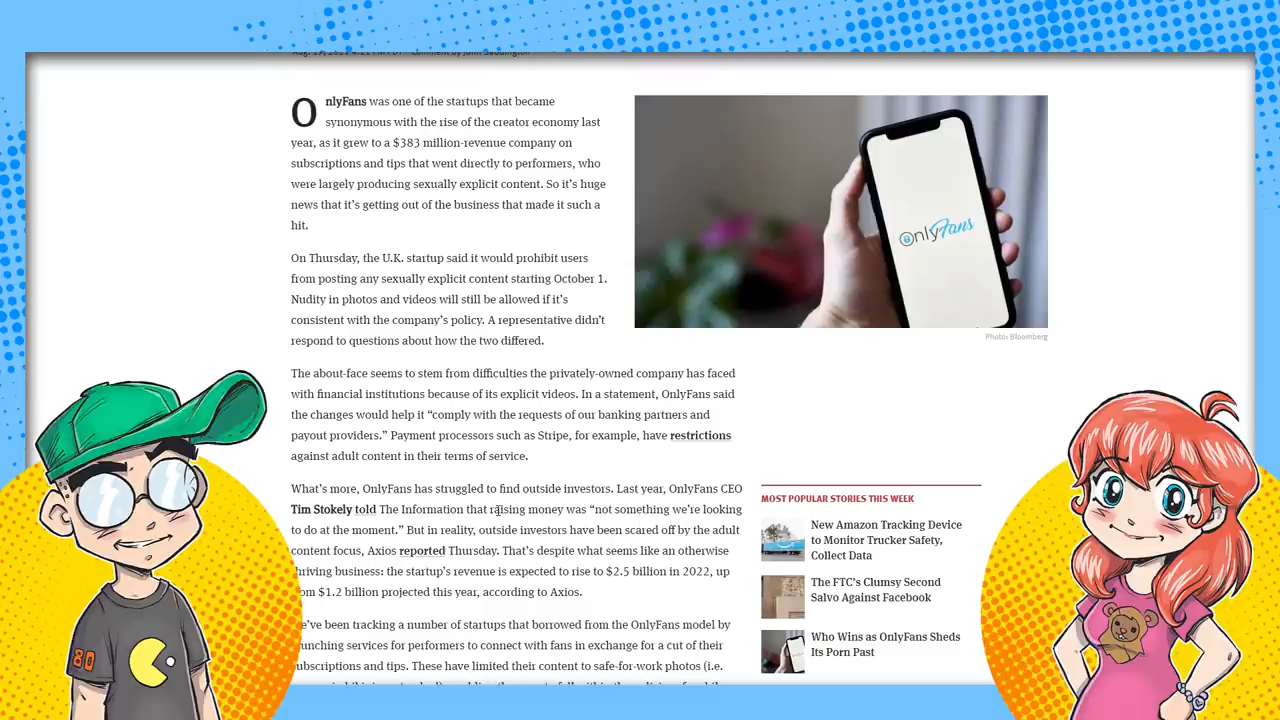 OnlyFans was one of the startups that became
synonymous with the rise of the creator economy last
year, as it grew to a $383 million-revenue company on
subscriptions and tips that went directly to performers, who
were largely producing sexually explicit content. So it's huge
news that it's getting out of the business that made it such a
hit.
On Thursday, the U.K. startup said it would prohibit users
from posting any sexually explicit content starting October 1.
Nudity in photos and videos will still be allowed if it's
consistent with the company's policy. A representative didn't
respond to questions about how the two differed.
OnlyFans
Photo: Bloomberg
The about-face seems to stem from difficulties the privately-owned company has faced
with financial institutions because of its explicit videos. In a statement, OnlyFans said
the changes would help it “comply with the requests of our banking partners and
payout providers.” Payment processors such as Stripe, for example, have restrictions
against adult content in their terms of service.
What's more, OnlyFans has struggled to find outside investors. Last year, OnlyFans CEO
Tim Stokely told The Information that raising money was “not something we're looking
to do at the moment.” But in reality, outside investors have been scared off by the adult
content focus, Axios reported Thursday. That's despite what seems like an otherwise
thriving business: the startup's revenue is expected to rise to $2.5 billion in 2022, up
from $1.2 billion projected this year, according to Axios.
We've been tracking a number of startups that borrowed from the OnlyFans model by
launching services for performers to connect with fans in exchange for a cut of their
subscriptions and tips. These have limited their content to safe-for-work photos (i.e.
MOST POPULAR STORIES THIS WEEK
New Amazon Tracking Device
to Monitor Trucker Safety,
Collect Data
The FTC's Clumsy Second
Salvo Against Facebook
Who Wins as OnlyFans Sheds
Its Porn Past
80